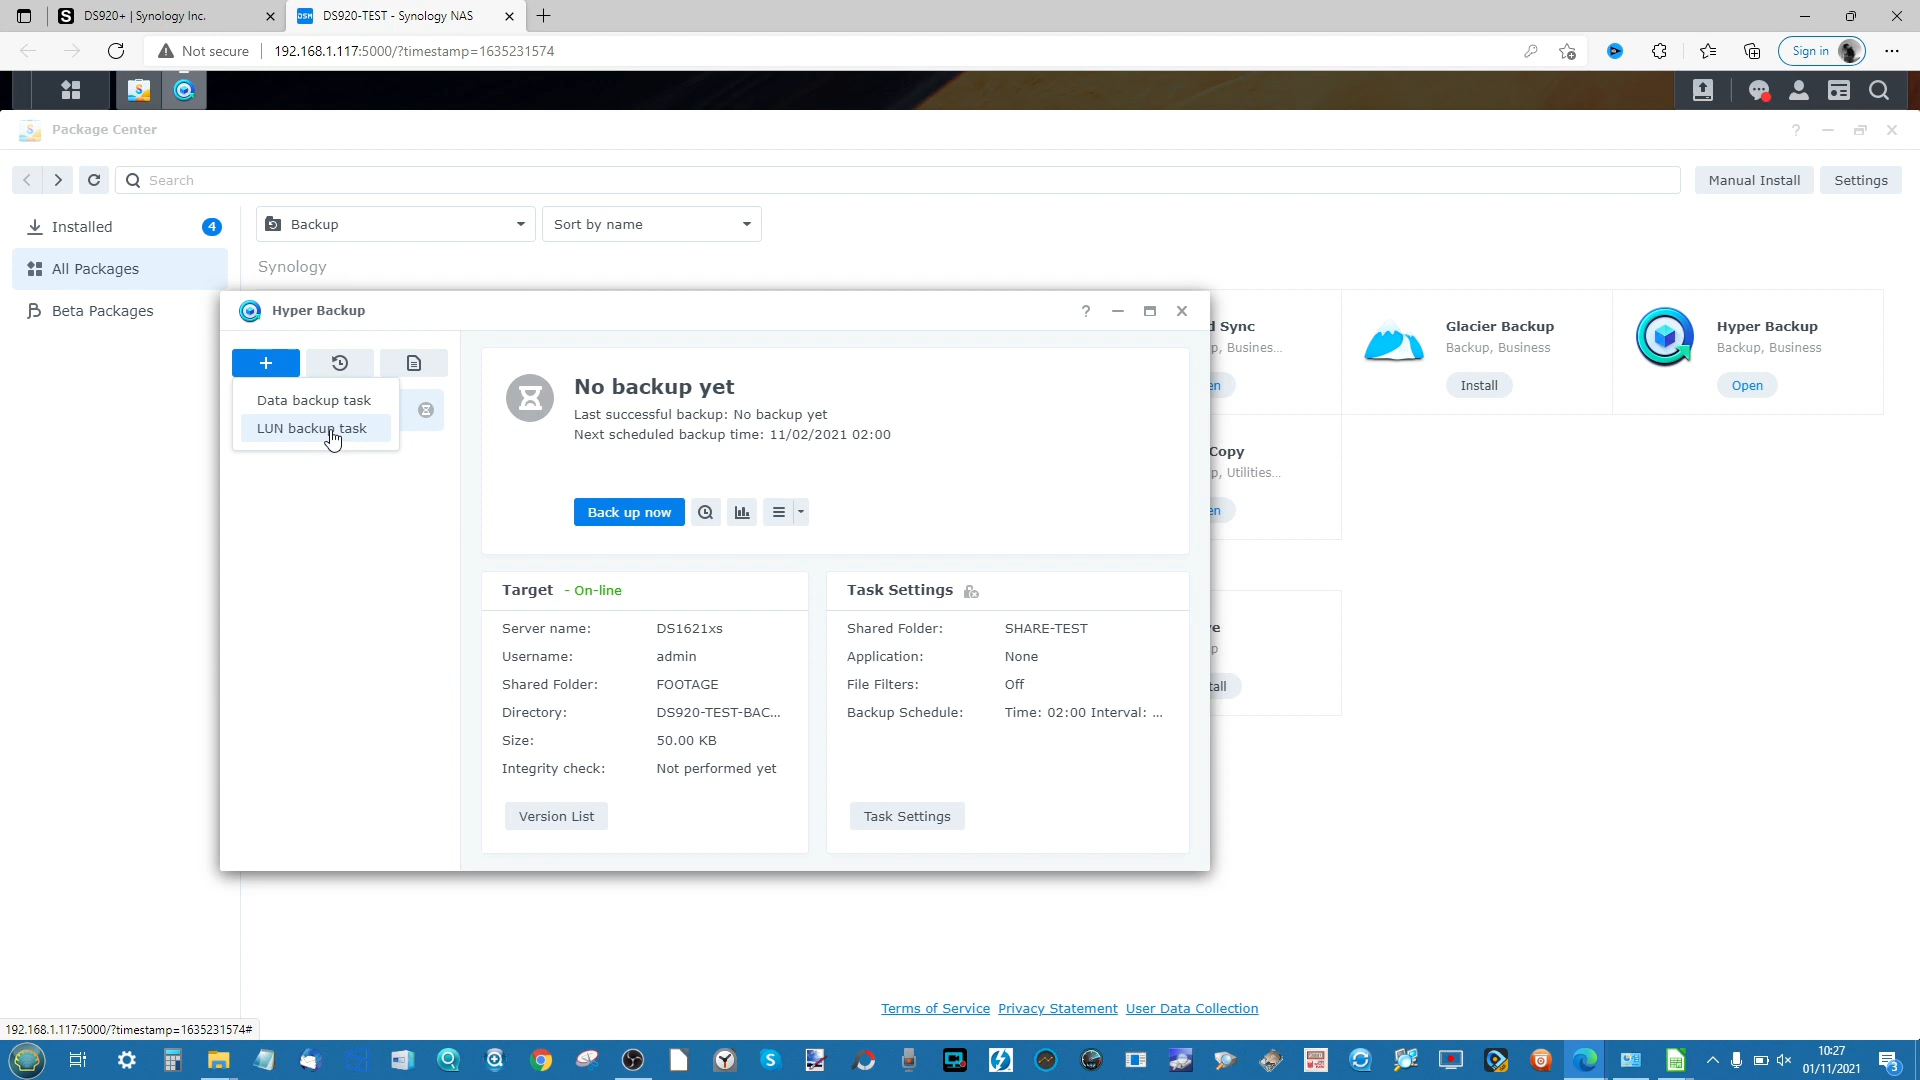 DS920+ | Synology Inc.
DS920-TEST - Synology NAS
Not secure
192.168.1.117:5000/?timestamp=1635231574
Sign in
Package Center
Search
Manual Install
Settings
Installed
4
Backup
Sort by name
All Packages
Synology
Beta Packages
Hyper Backup
d Sync
p, Busines...
en
Glacier Backup
Backup, Business
Install
Hyper Backup
Backup, Business
Open
Data backup task
LUN backup task
No backup yet
Last successful backup: No backup yet
Next scheduled backup time: 11/02/2021 02:00
Copy
p, Utilities...
en
Back up now
Target - On-line
Server name: DS1621xs
Username: admin
Shared Folder: FOOTAGE
Directory: DS920-TEST-BAC...
Size: 50.00 KB
Integrity check: Not performed yet
Version List
Task Settings
Shared Folder: SHARE-TEST
Application: None
File Filters: Off
Backup Schedule: Time: 02:00 Interval: ...
Task Settings
ve
p
tall
Terms of Service Privacy Statement User Data Collection
192.168.1.117:5000/?timestamp=1635231574#
10:27
01/11/2021
3